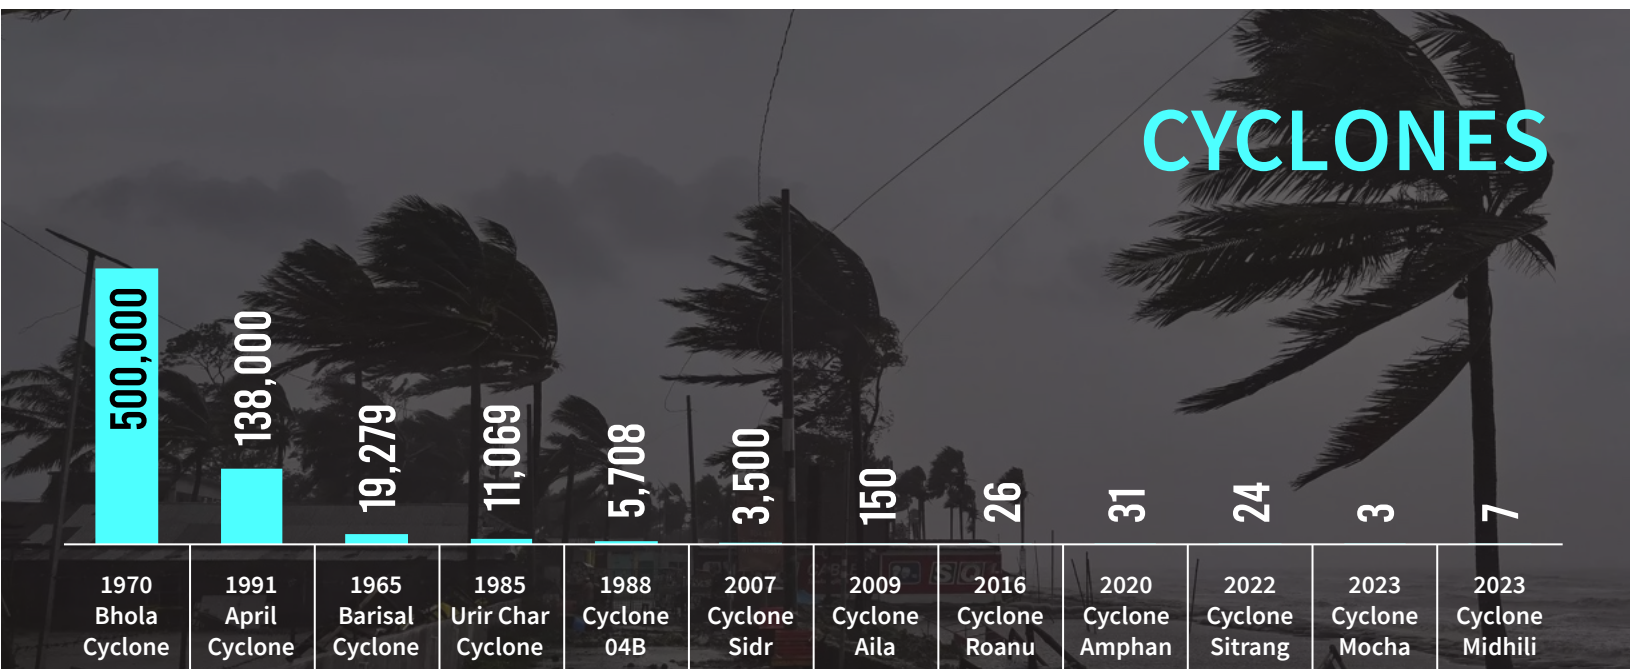 CYCLONES
500,000
138,000
19,279
11,069
5,708
3,500
150
26
31
24
3
7
1970
Bhola
Cyclone
1991
April
Cyclone
1965
Barisal
Cyclone
1985
Urir Char
Cyclone
1988
Cyclone
04B
2007
Cyclone
Sidr
2009
Cyclone
Aila
2016
Cyclone
Roanu
2020
Cyclone
Amphan
2022
Cyclone
Sitrang
2023
Cyclone
Mocha
2023
Cyclone
Midhili